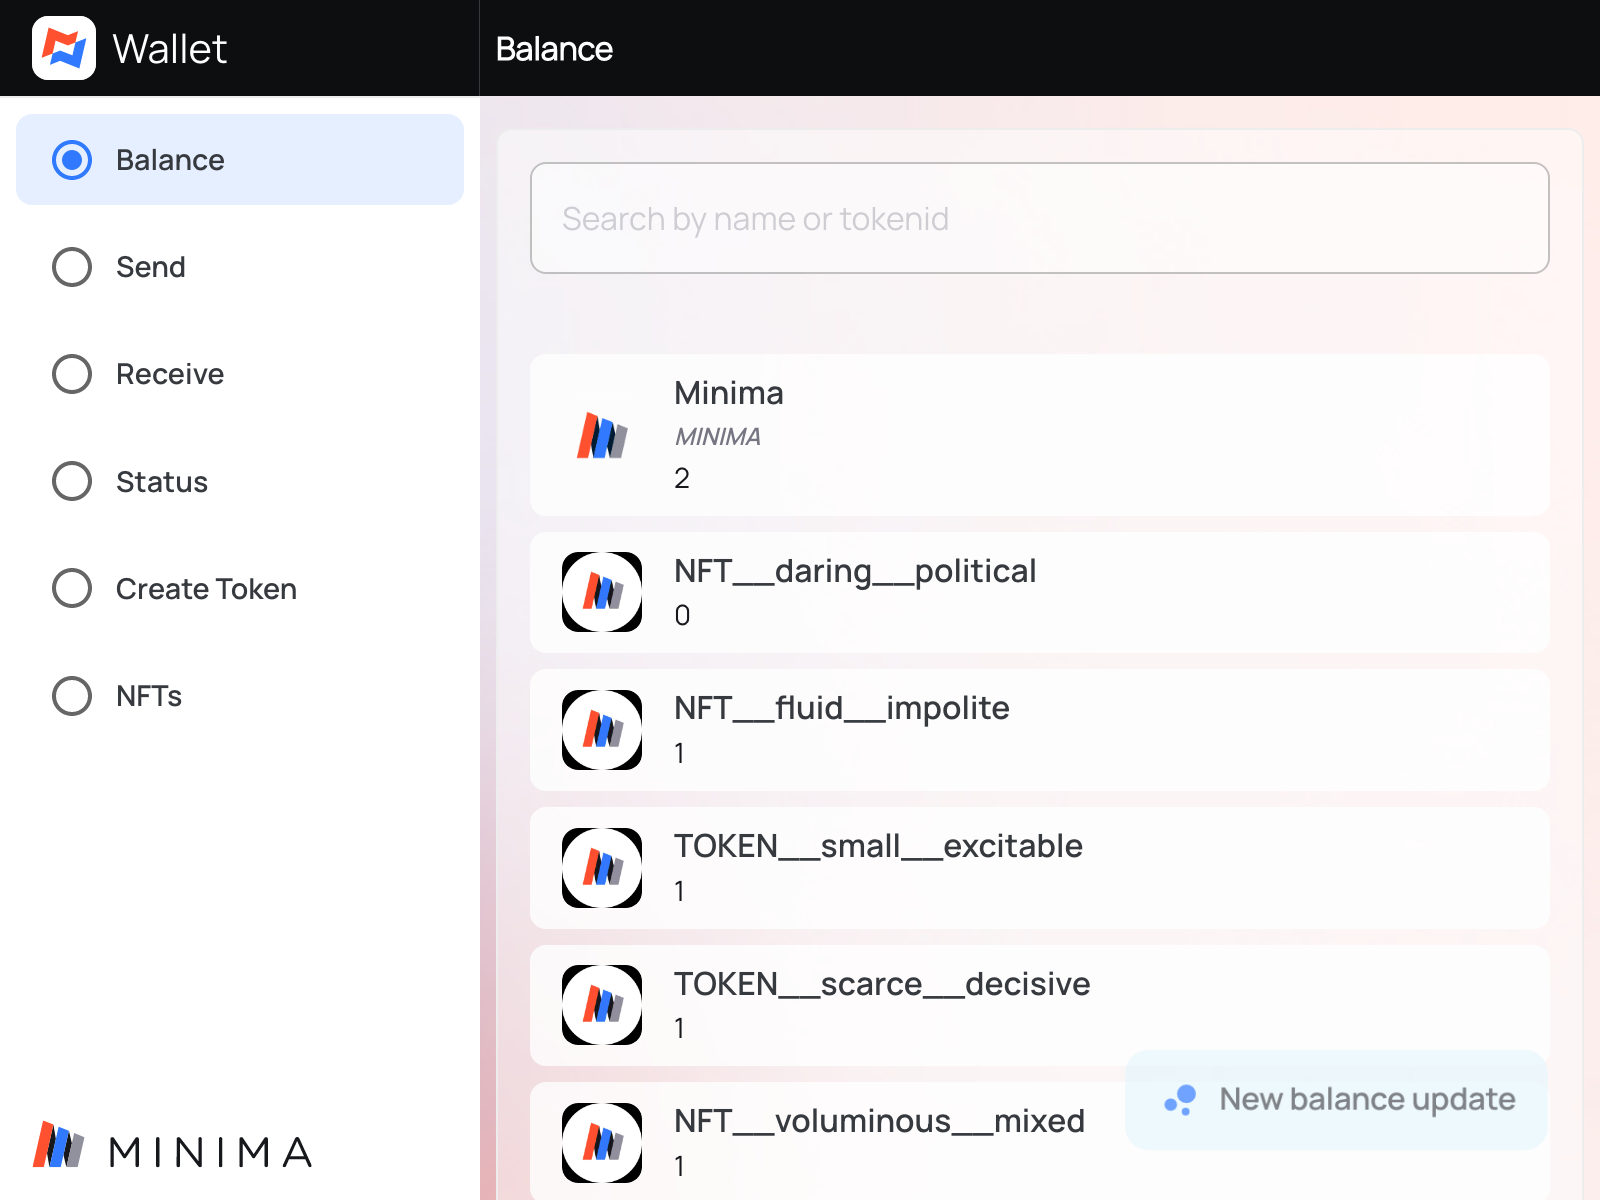 Wallet
Balance
Balance
Send
Receive
Status
Create Token
NFTs
MINIMA
Search by name or tokenid
Minima
MINIMA
2
NFT__daring__political
0
NFT__fluid__impolite
1
TOKEN__small__excitable
1
TOKEN__scarce__decisive
1
NFT__voluminous__mixed
1
New balance update